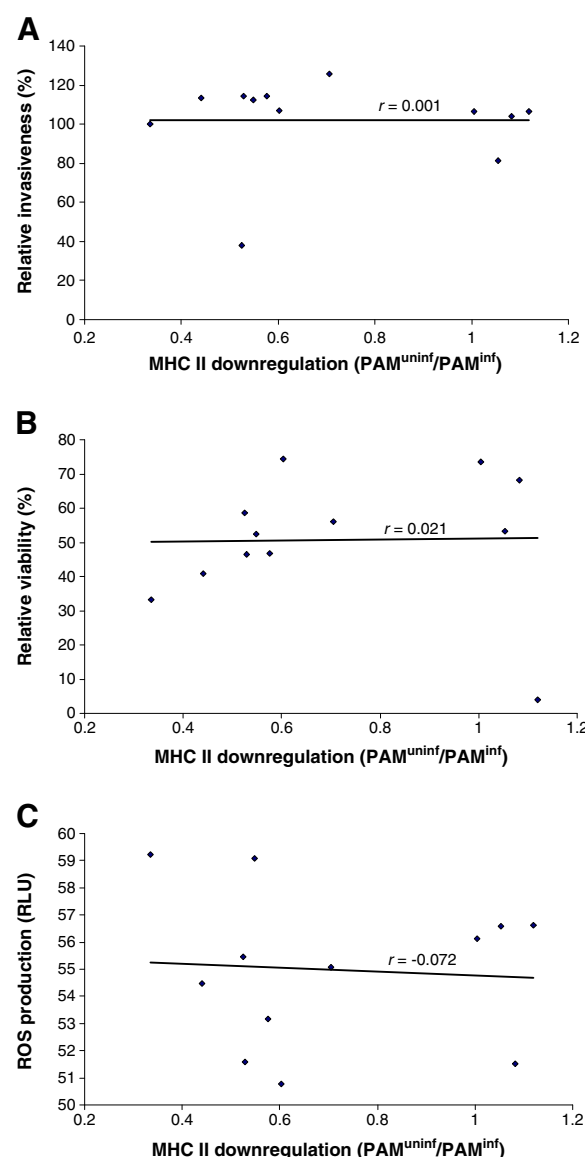 A
Relative invasiveness (%)
140
120
100
80
60
40
20
0
r = 0.001
0.2 0.4 0.6 0.8 1 1.2
MHC II downregulation (PAMuninf/PAMinf)
B
Relative viability (%)
80
70
60
50
40
30
20
10
0
r = 0.021
0.2 0.4 0.6 0.8 1 1.2
MHC II downregulation (PAMuninf/PAMinf)
C
ROS production (RLU)
60
59
58
57
56
55
54
53
52
51
50
r = -0.072
0.2 0.4 0.6 0.8 1 1.2
MHC II downregulation (PAMuninf/PAMinf)